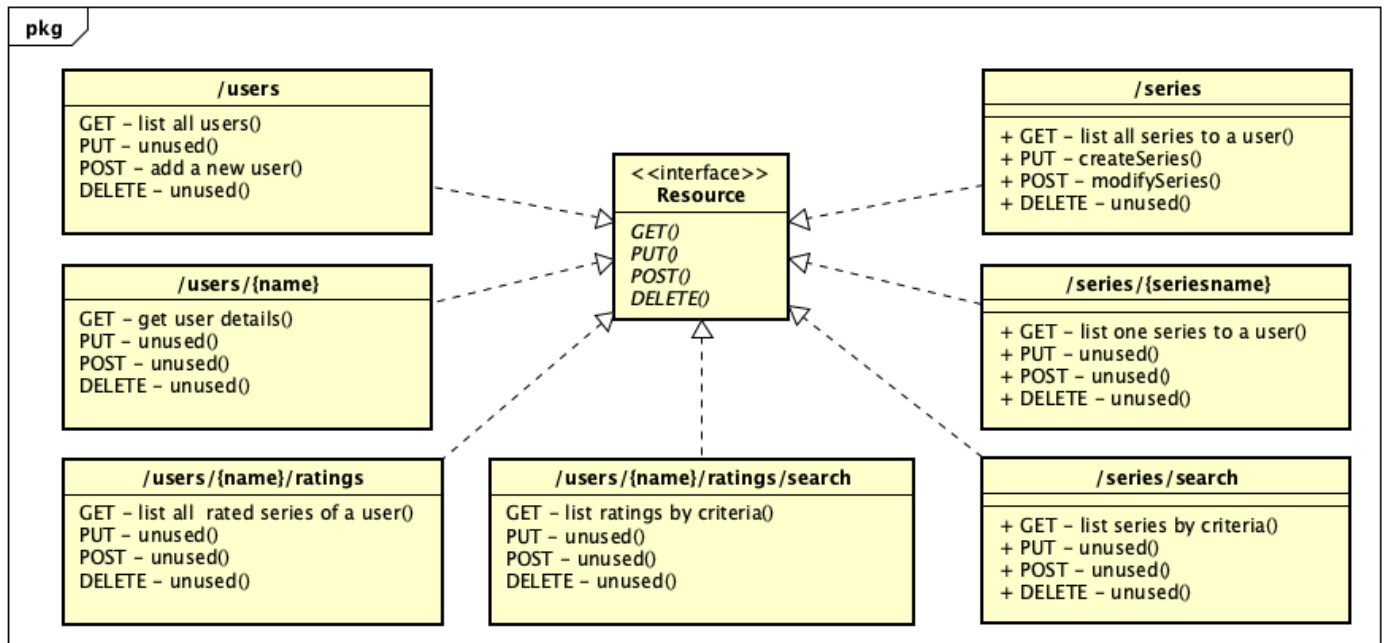 pkg
/users
GET – list all users()
PUT – unused()
POST – add a new user()
DELETE – unused()
<<interface>>
Resource
GET()
PUT()
POST()
DELETE()
/series
+ GET – list all series to a user()
+ PUT – createSeries()
+ POST – modifySeries()
+ DELETE – unused()
/users/{name}
GET – get user details()
PUT – unused()
POST – unused()
DELETE – unused()
/series/{seriesname}
+ GET – list one series to a user()
+ PUT – unused()
+ POST – unused()
+ DELETE – unused()
/users/{name}/ratings
GET – list all  rated series of a user()
PUT – unused()
POST – unused()
DELETE – unused()
/users/{name}/ratings/search
GET – list ratings by criteria()
PUT – unused()
POST – unused()
DELETE – unused()
/series/search
+ GET – list series by criteria()
+ PUT – unused()
+ POST – unused()
+ DELETE – unused()